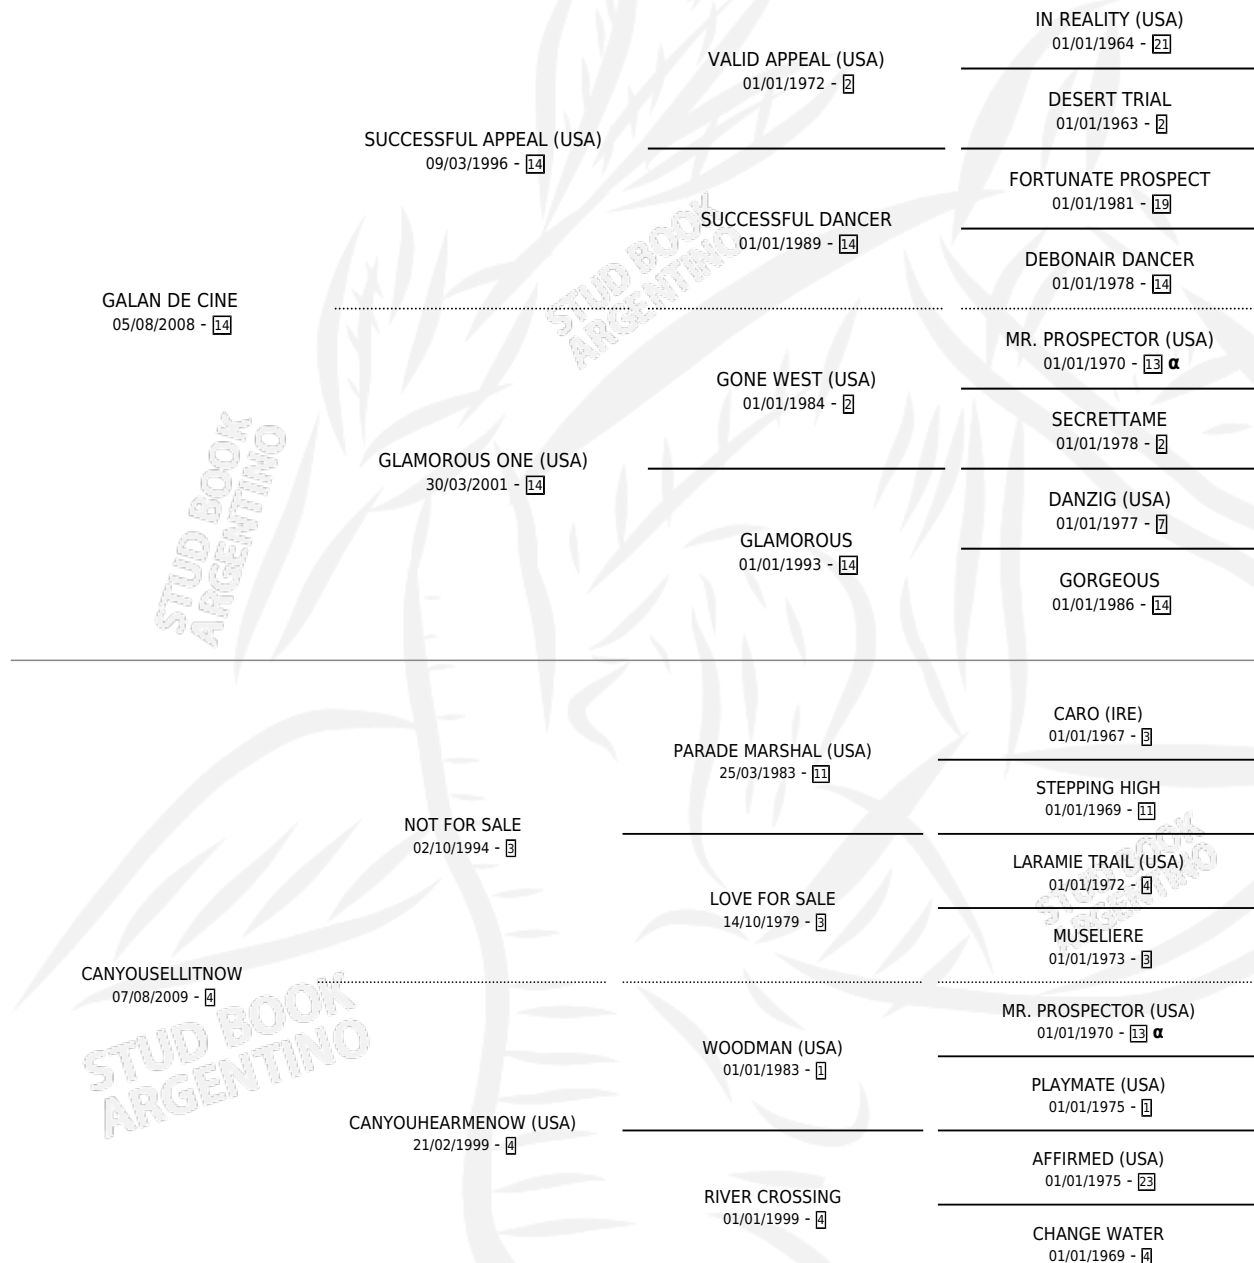 IN REALITY (USA)
01/01/1964 - 21
VALID APPEAL (USA)
01/01/1972 - 2
DESERT TRIAL
01/01/1963 - 2
SUCCESSFUL APPEAL (USA)
09/03/1996 - 14
FORTUNATE PROSPECT
01/01/1981 - 19
SUCCESSFUL DANCER
01/01/1989 - 14
DEBONAIR DANCER
01/01/1978 - 14
GALAN DE CINE
05/08/2008 - 14
MR. PROSPECTOR (USA)
01/01/1970 - 13 α
GONE WEST (USA)
01/01/1984 - 2
SECRETTAME
01/01/1978 - 2
GLAMOROUS ONE (USA)
30/03/2001 - 14
DANZIG (USA)
01/01/1977 - 7
GLAMOROUS
01/01/1993 - 14
GORGEOUS
01/01/1986 - 14
CARO (IRE)
01/01/1967 - 3
PARADE MARSHAL (USA)
25/03/1983 - 11
STEPPING HIGH
01/01/1969 - 11
NOT FOR SALE
02/10/1994 - 3
LARAMIE TRAIL (USA)
01/01/1972 - 4
LOVE FOR SALE
14/10/1979 - 3
MUSELIERE
01/01/1973 - 3
CANYOUSELLITNOW
07/08/2009 - 4
MR. PROSPECTOR (USA)
01/01/1970 - 13 α
WOODMAN (USA)
01/01/1983 - 1
PLAYMATE (USA)
01/01/1975 - 1
CANYOUHEARMENOW (USA)
21/02/1999 - 4
AFFIRMED (USA)
01/01/1975 - 23
RIVER CROSSING
01/01/1999 - 4
CHANGE WATER
01/01/1969 - 4
STUD BOOK
ARGENTINO
STUD BOOK
ARGENTINO
STUD BOOK
ARGENTINO
STUD BOOK
ARGENTINO